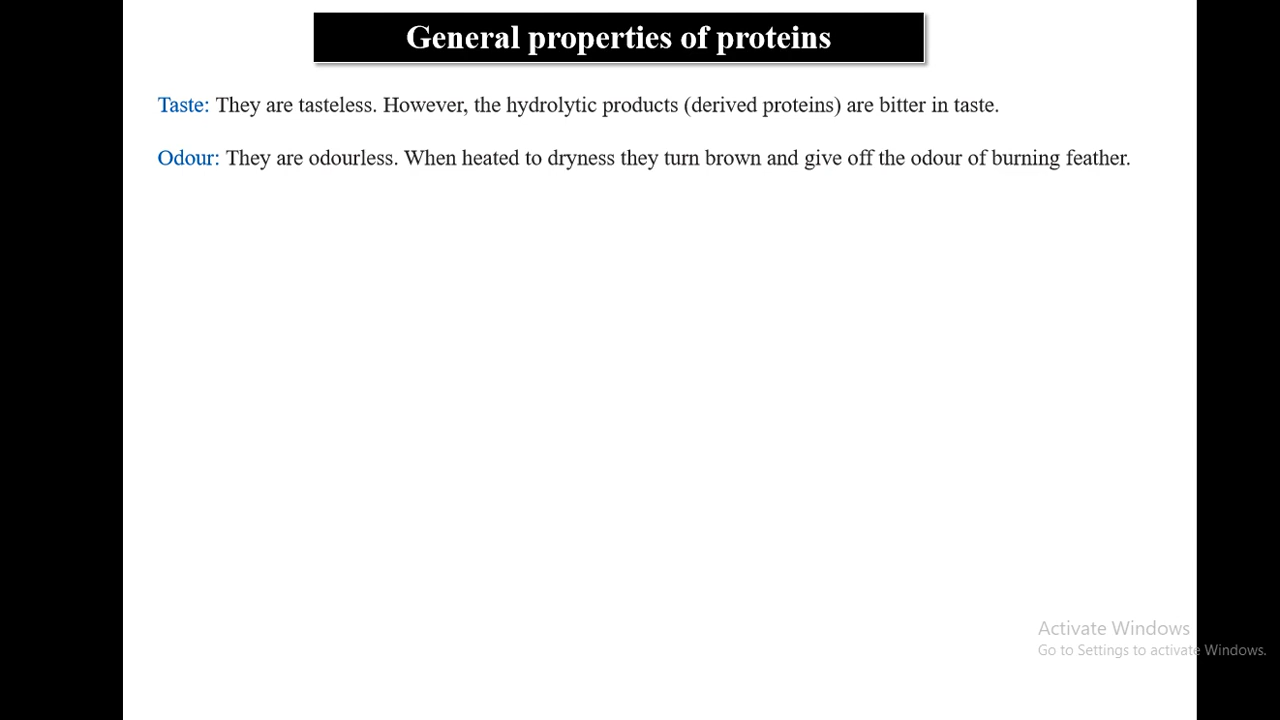 General properties of proteins
Taste: They are tasteless. However, the hydrolytic products (derived proteins) are bitter in taste.
Odour: They are odourless. When heated to dryness they turn brown and give off the odour of burning feather.
Activate Windows
Go to Settings to activate Windows.